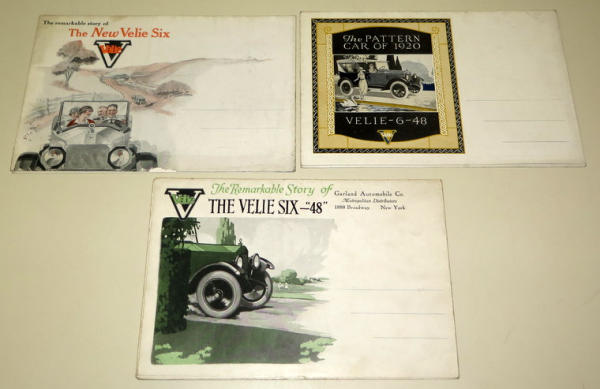 The remarkable story of
The New Velie Six
Velie
The PATTERN
CAR OF 1920
VELIE-6-48
Velie
The Remarkable Story of
THE VELIE SIX-"48"
Garland Automobile Co.
Metropolitan Distributors
1888 Broadway New York